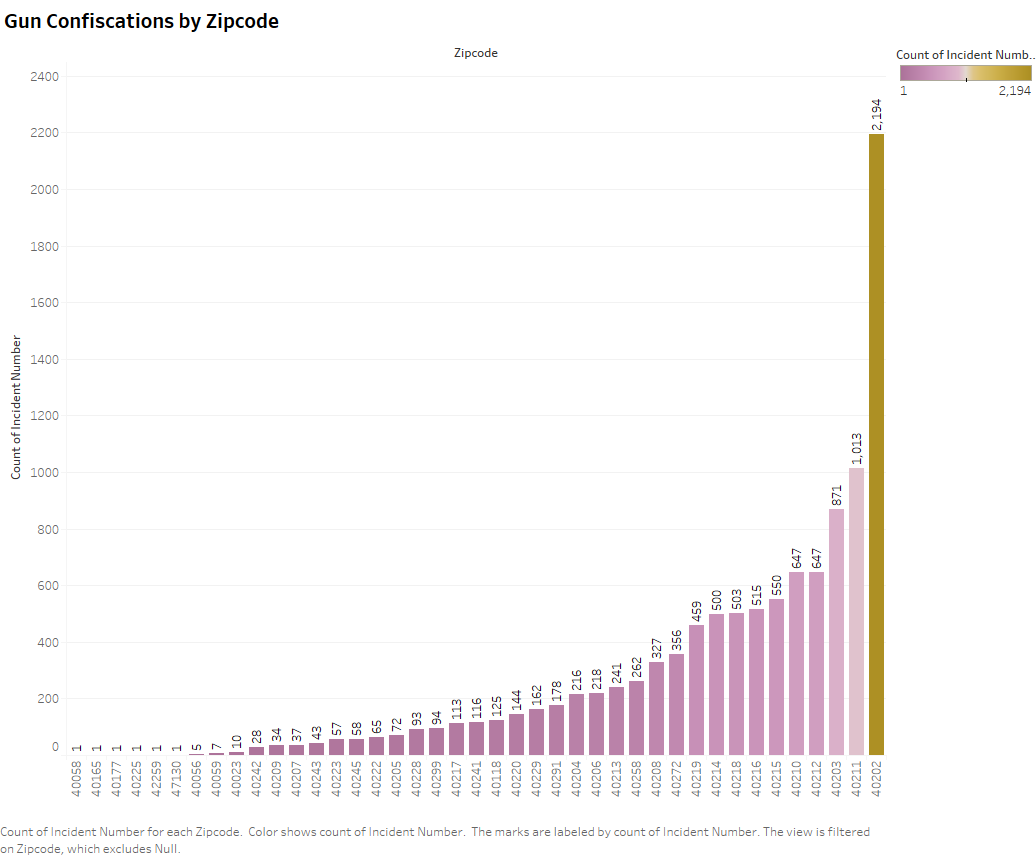 Gun Confiscations by Zipcode
Zipcode
Count of Incident Numb..
1 2,194
Count of Incident Number
2400
2200
2000
1800
1600
1400
1200
1000
800
600
400
200
0
1 1 1 1 1 1 5 7 10 28 34 37 43 57 58 65 72 93 94 113 116 125 144 162 178 216 218 241 262 327 356 459 500 503 515 550 647 647 871 1,013 2,194
40058 40165 40177 40225 42259 47130 40056 40059 40023 40242 40209 40207 40243 40223 40245 40222 40205 40228 40299 40217 40241 40118 40220 40229 40291 40204 40206 40213 40258 40208 40272 40219 40214 40218 40216 40215 40210 40212 40203 40211 40202
Count of Incident Number for each Zipcode. Color shows count of Incident Number. The marks are labeled by count of Incident Number. The view is filtered
on Zipcode, which excludes Null.